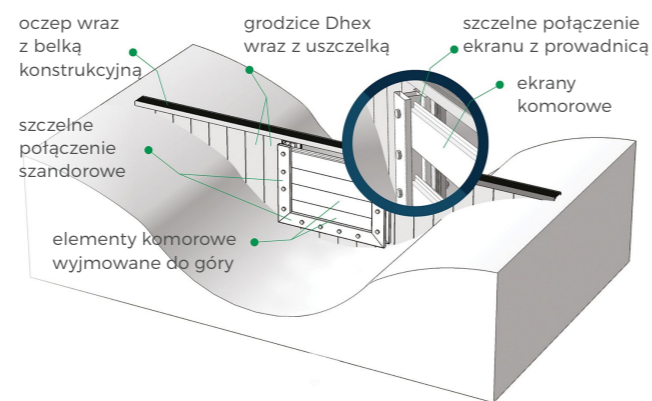 oczep wraz
z belką
konstrukcyjną
grodzice Dhex
wraz z uszczelką
szczelne połączenie
ekranu z prowadnicą
ekrany
komorowe
szczelne
połączenie
szandorowe
elementy komorowe
wyjmowane do góry